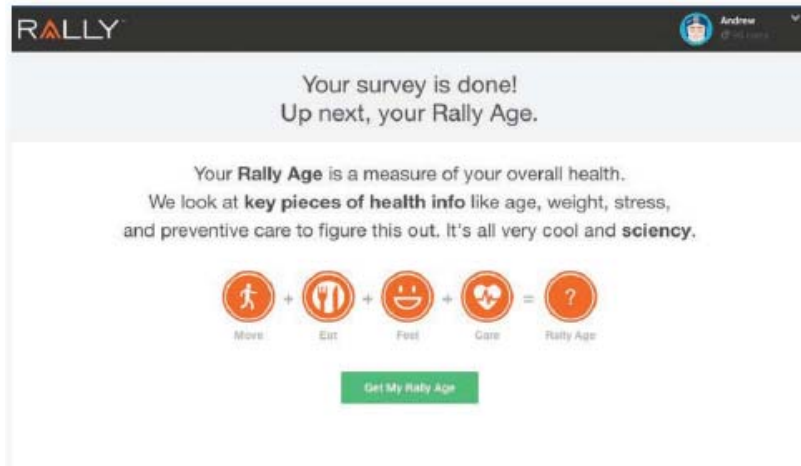 RALLY
Andrew
Your survey is done!
Up next, your Rally Age.
Your Rally Age is a measure of your overall health.
We look at key pieces of health info like age, weight, stress,
and preventive care to figure this out. It's all very cool and sciency.
+ + + = ?
Move Eat Feel Care Rally Age
Get My Rally Age